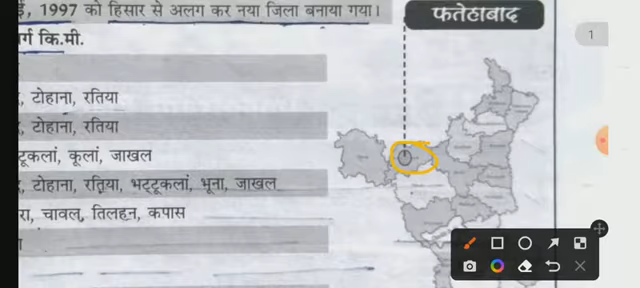 ई, 1997 को हिसार से अलग कर नया जिला बनाया गया।
फतेहाबाद
र्ग कि.मी.
1
, टोहाना, रतिया
, टोहाना, रतिया
टूकलां, कूलां, जाखल
, टोहाना, रतिया, भट्टूकलां, भूना, जाखल
रा, चावल, तिलहन, कपास